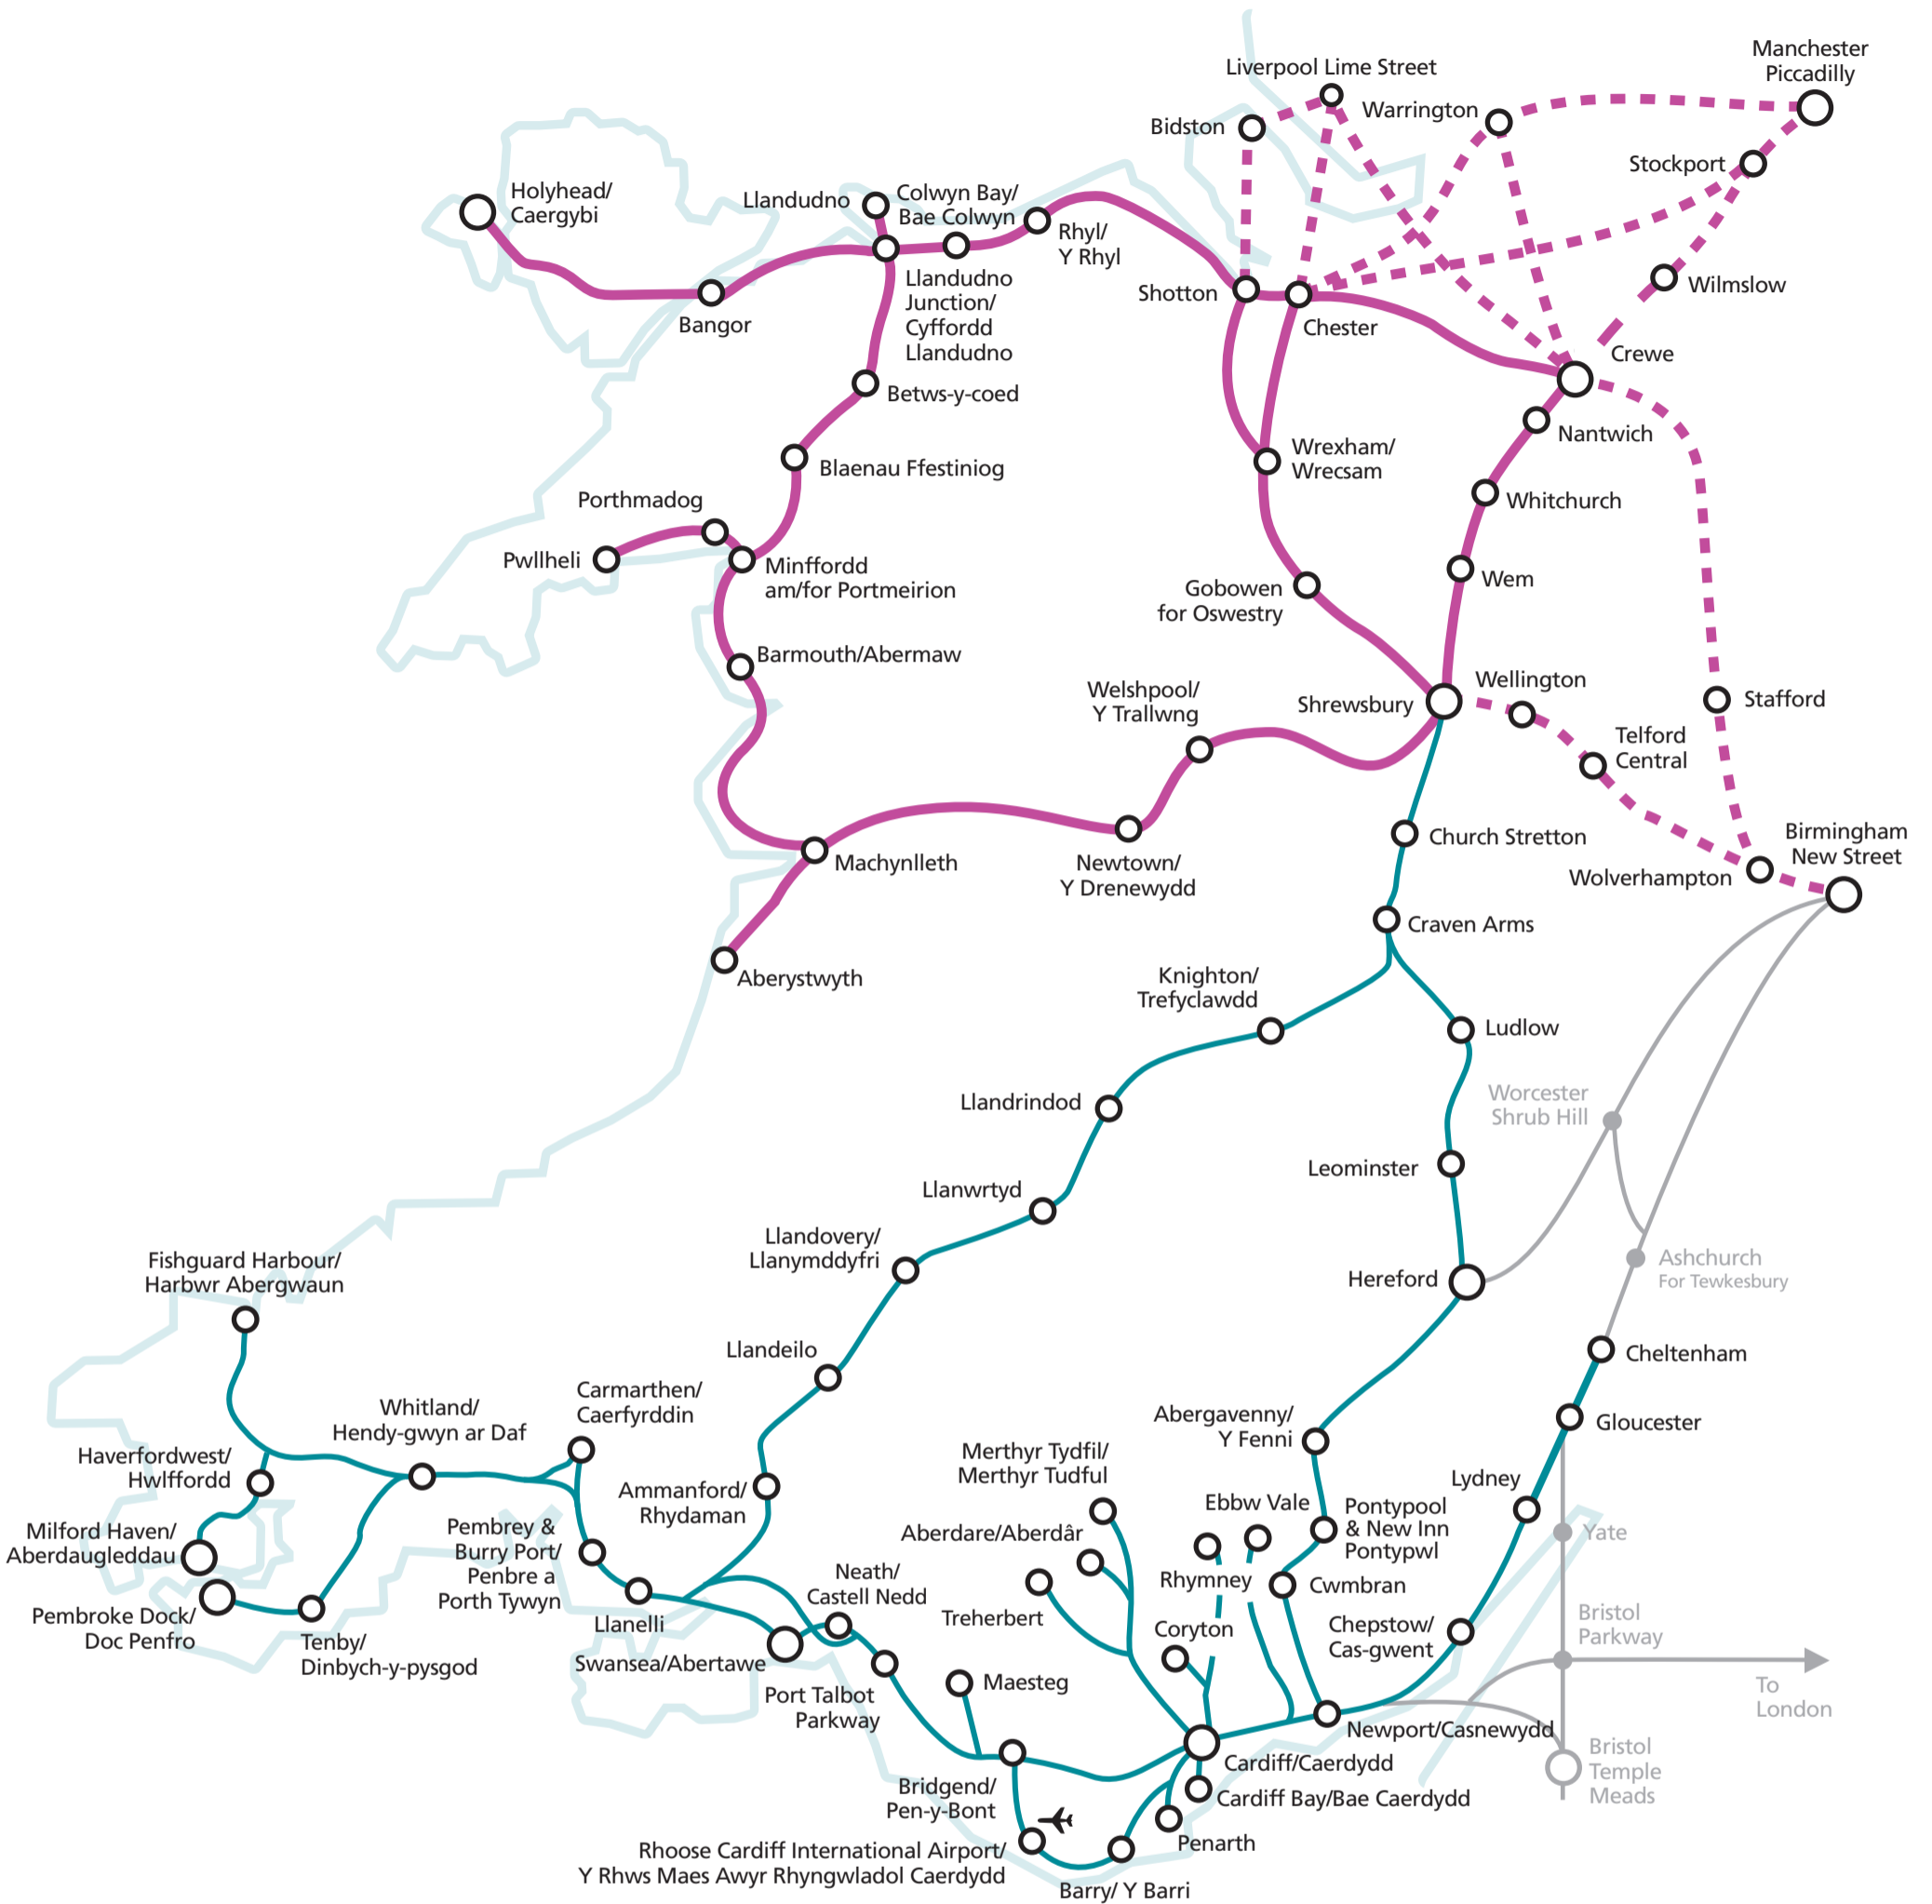 Manchester
Piccadilly
Liverpool Lime Street
Warrington
Bidston
Stockport
Holyhead/
Caergybi
Llandudno
Colwyn Bay/
Bae Colwyn
Rhyl/
Y Rhyl
Llandudno
Junction/
Cyffordd
Llandudno
Bangor
Shotton
Chester
Wilmslow
Crewe
Betws-y-coed
Nantwich
Blaenau Ffestiniog
Wrexham/
Wrecsam
Whitchurch
Porthmadog
Pwllheli
Minffordd
am/for Portmeirion
Wem
Gobowen
for Oswestry
Barmouth/Abermaw
Welshpool/
Y Trallwng
Shrewsbury
Wellington
Stafford
Telford
Central
Birmingham
New Street
Wolverhampton
Machynlleth
Newtown/
Y Drenewydd
Church Stretton
Craven Arms
Aberystwyth
Knighton/
Trefyclawdd
Ludlow
Llandrindod
Worcester
Shrub Hill
Leominster
Llanwrtyd
Llandovery/
Llanymddyfri
Fishguard Harbour/
Harbwr Abergwaun
Hereford
Ashchurch
For Tewkesbury
Llandeilo
Cheltenham
Carmarthen/
Caerfyrddin
Whitland/
Hendy-gwyn ar Daf
Abergavenny/
Y Fenni
Gloucester
Haverfordwest/
Hwlffordd
Merthyr Tydfil/
Merthyr Tudful
Ammanford/
Rhydaman
Lydney
Ebbw Vale
Pontypool
& New Inn
Pontypwl
Milford Haven/
Aberdaugleddau
Pembrey &
Burry Port/
Penbre a
Porth Tywyn
Aberdare/Aberdâr
Yate
Neath/
Castell Nedd
Rhymney
Cwmbran
Pembroke Dock/
Doc Penfro
Llanelli
Treherbert
Coryton
Chepstow/
Cas-gwent
Bristol
Parkway
Tenby/
Dinbych-y-pysgod
Swansea/Abertawe
Maesteg
Port Talbot
Parkway
To
London
Newport/Casnewydd
Cardiff/Caerdydd
Bristol
Temple
Meads
Bridgend/
Pen-y-Bont
Cardiff Bay/Bae Caerdydd
Penarth
Rhoose Cardiff International Airport/
Y Rhws Maes Awyr Rhyngwladol Caerdydd
Barry/ Y Barri